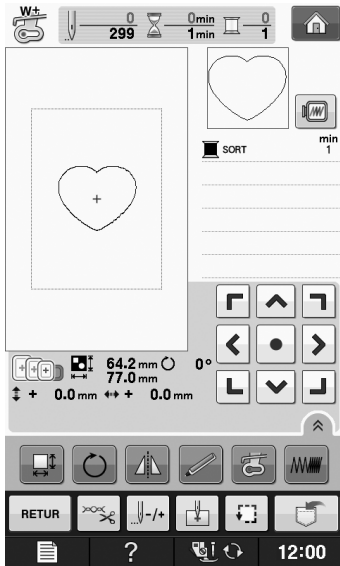 W+
0 0min 0
299 1min 1
min
SORT 1
64.2 mm 0°
77.0 mm
+ 0.0 mm + 0.0 mm
RETUR -/+
? 12:00